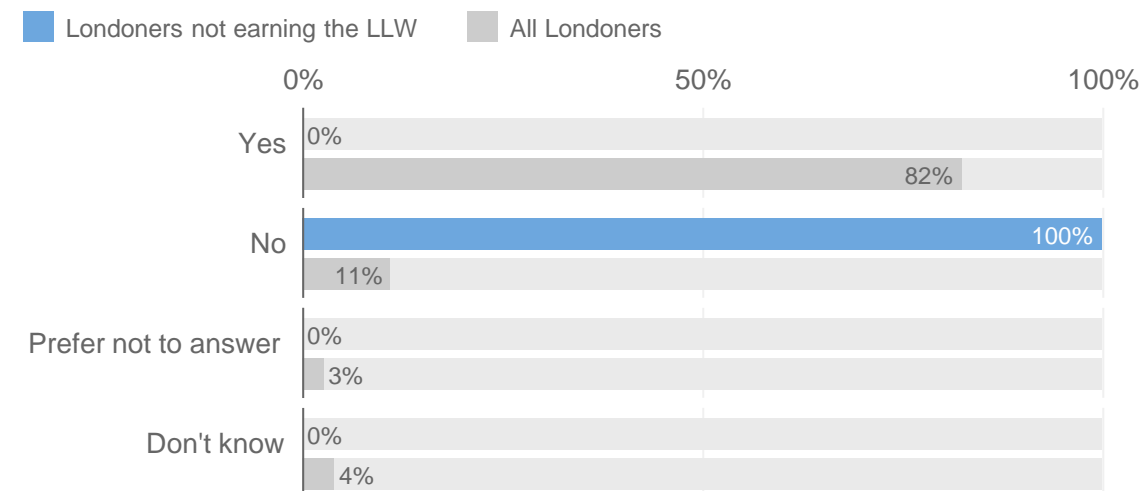 Londoners not earning the LLW All Londoners
0% 50% 100%
Yes 0%
82%
No 100%
11%
Prefer not to answer 0%
3%
Don't know 0%
4%